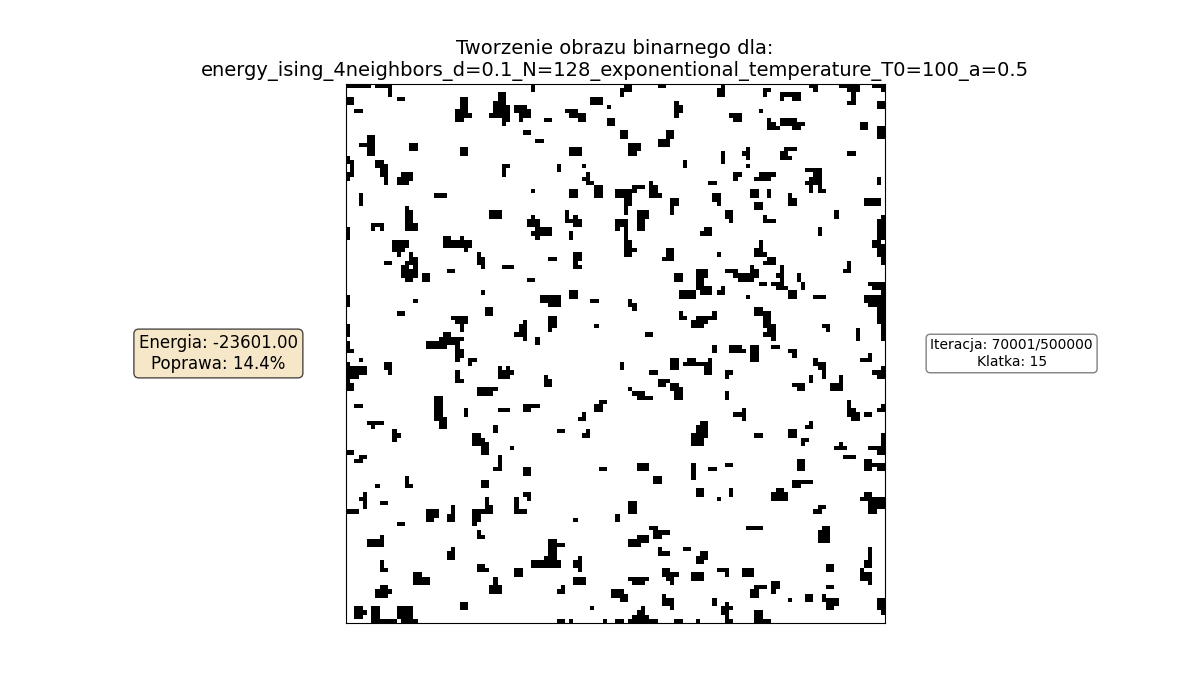 Tworzenie obrazu binarnego dla:
energy_ising_4neighbors_d=0.1_N=128_exponentional_temperature_T0=100_a=0.5
Energia: -23601.00
Poprawa: 14.4%
Iteracja: 70001/500000
Klatka: 15